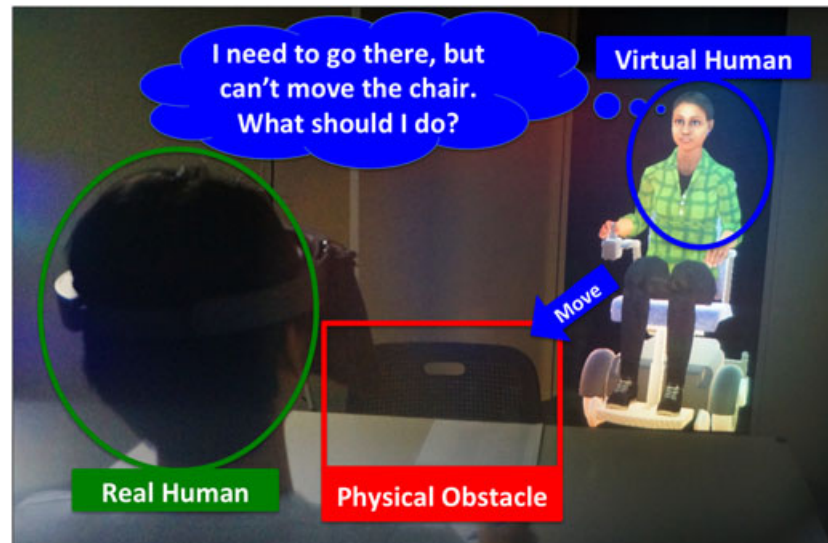 I need to go there, but
can't move the chair.
What should I do?
Virtual Human
Move
Real Human
Physical Obstacle